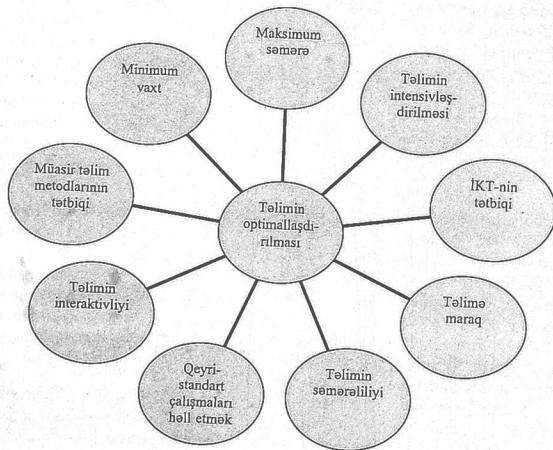 Maksimum
səmərə
Təlimin
intensivləş-
dirilməsi
İKT-nin
tətbiqi
Təlimə
maraq
Təlimin
səmərəliliyi
Qeyri-
standart
çalışmaları
həll etmək
Təlimin
interaktivliyi
Müasir təlim
metodlarının
tətbiqi
Minimum
vaxt
Təlimin
optimallaşdı-
rılması